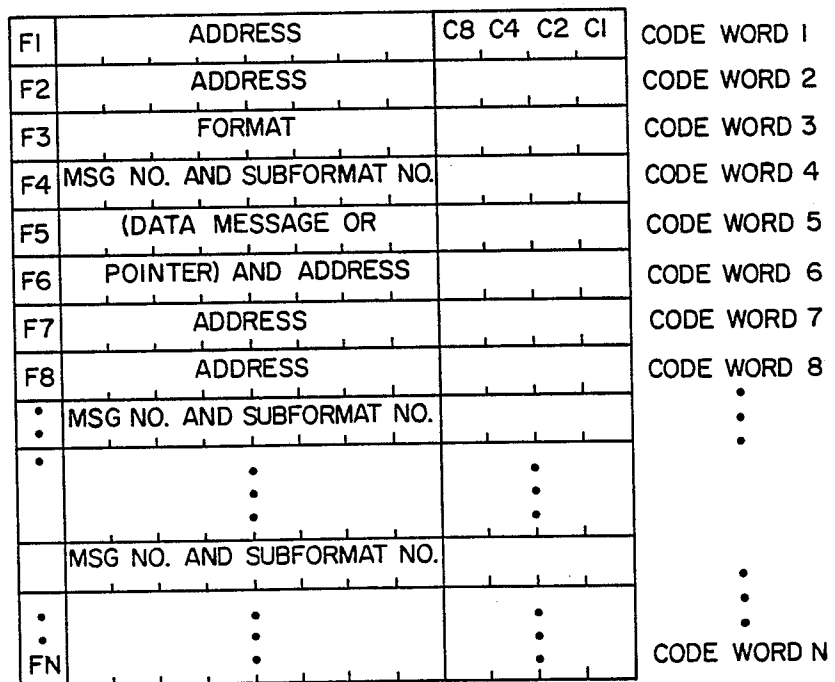 F1 ADDRESS C8 C4 C2 C1 CODE WORD 1
F2 ADDRESS CODE WORD 2
F3 FORMAT CODE WORD 3
F4 MSG NO. AND SUBFORMAT NO. CODE WORD 4
F5 (DATA MESSAGE OR CODE WORD 5
F6 POINTER) AND ADDRESS CODE WORD 6
F7 ADDRESS CODE WORD 7
F8 ADDRESS CODE WORD 8
MSG NO. AND SUBFORMAT NO.
MSG NO. AND SUBFORMAT NO.
FN CODE WORD N